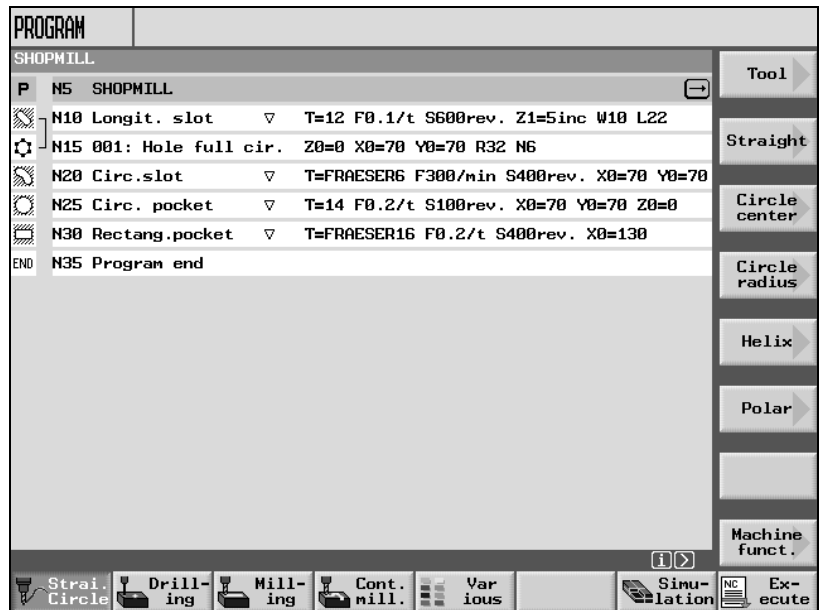 PROGRAM
SHOPMILL
P N5 SHOPMILL
N10 Longit. slot ▽ T=12 F0.1/t S600rev. Z1=5inc W10 L22
N15 001: Hole full cir. Z0=0 X0=70 Y0=70 R32 N6
N20 Circ.slot ▽ T=FRAESER6 F300/min S400rev. X0=70 Y0=70
N25 Circ. pocket ▽ T=14 F0.2/t S100rev. X0=70 Y0=70 Z0=0
N30 Rectang.pocket ▽ T=FRAESER16 F0.2/t S400rev. X0=130
END N35 Program end
Tool
Straight
Circle
center
Circle
radius
Helix
Polar
Machine
funct.
i >
Strai.
Circle
Drill-
ing
Mill-
ing
Cont.
mill.
Var
ious
Simu-
lation
NC
Ex-
ecute